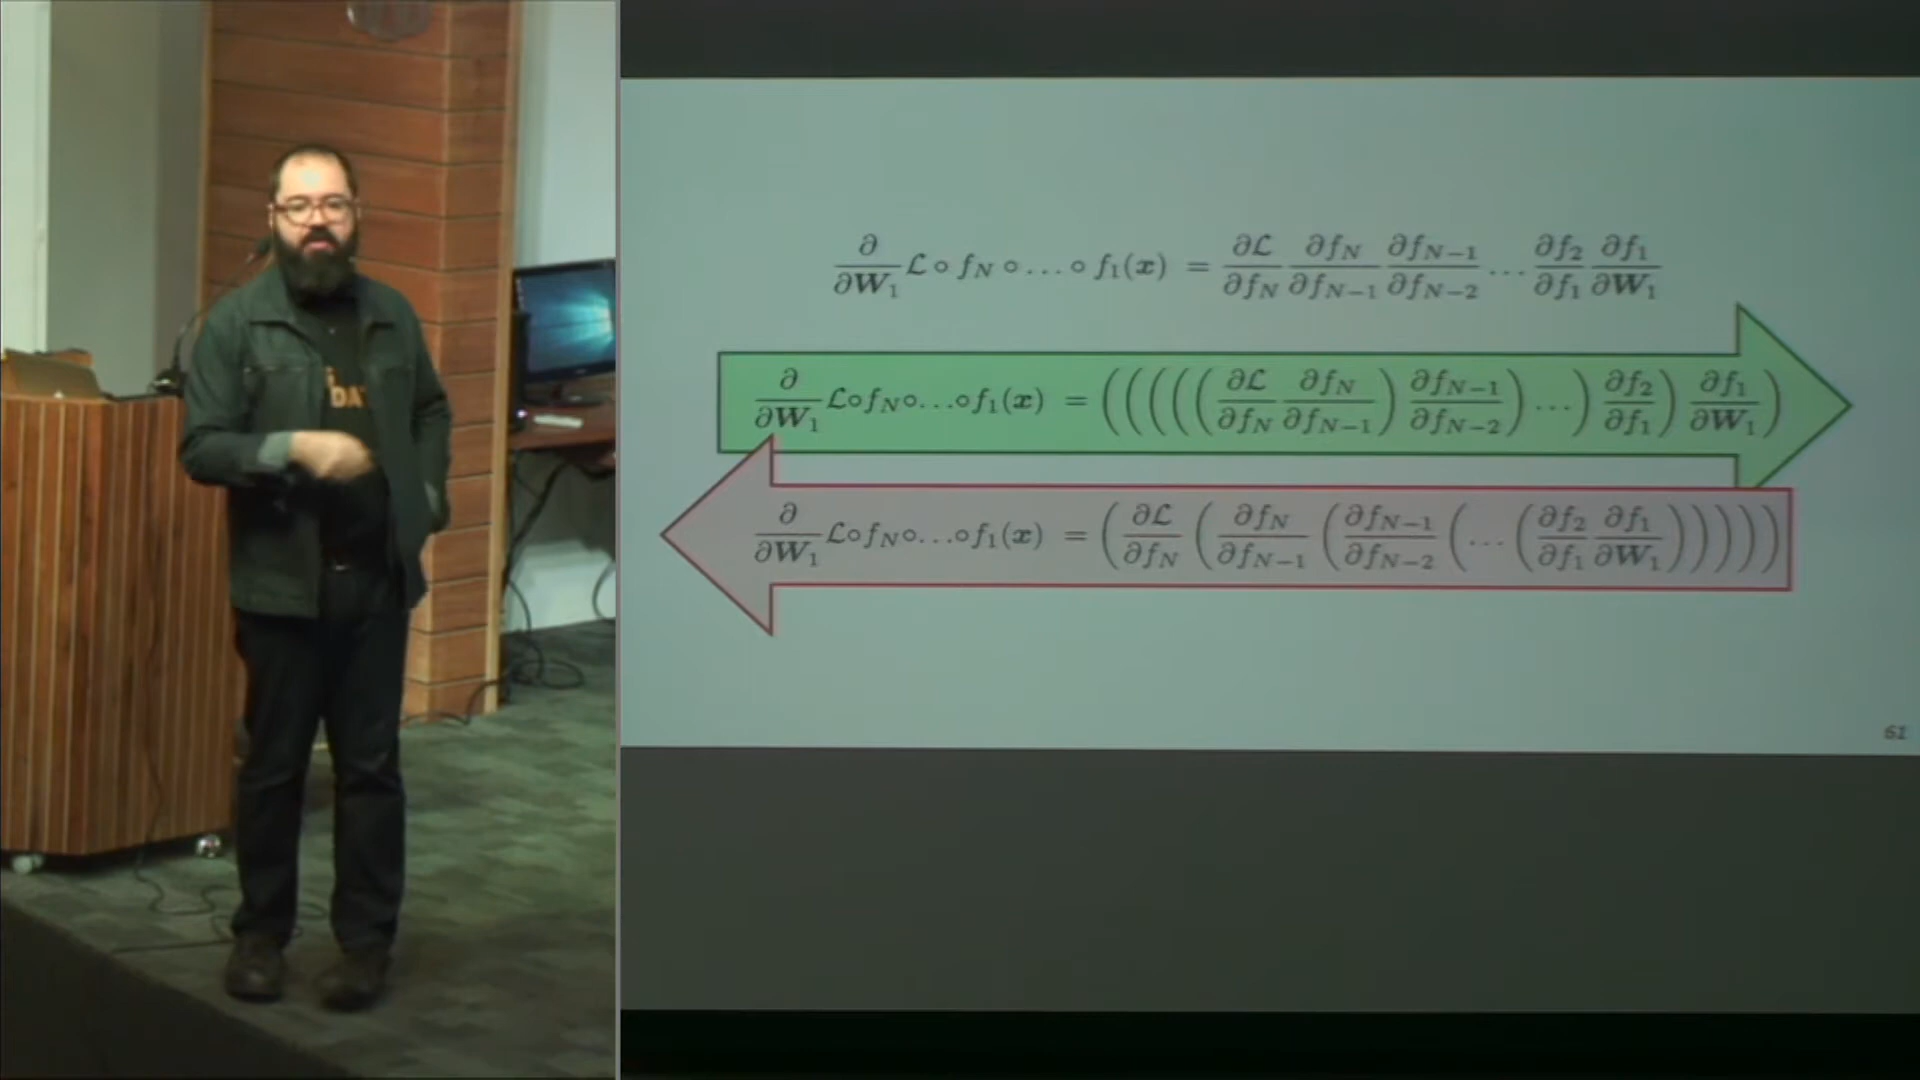 DA
∂/∂W₁ ℒ ∘ f_N ∘ … ∘ f₁(x) = ∂ℒ/∂f_N ∂f_N/∂f_{N−1} ∂f_{N−1}/∂f_{N−2} … ∂f₂/∂f₁ ∂f₁/∂W₁
∂/∂W₁ ℒ∘f_N∘…∘f₁(x) = (((((∂ℒ/∂f_N ∂f_N/∂f_{N−1}) ∂f_{N−1}/∂f_{N−2}) …) ∂f₂/∂f₁) ∂f₁/∂W₁)
∂/∂W₁ ℒ∘f_N∘…∘f₁(x) = (∂ℒ/∂f_N (∂f_N/∂f_{N−1} (∂f_{N−1}/∂f_{N−2} (… (∂f₂/∂f₁ ∂f₁/∂W₁)))))
61